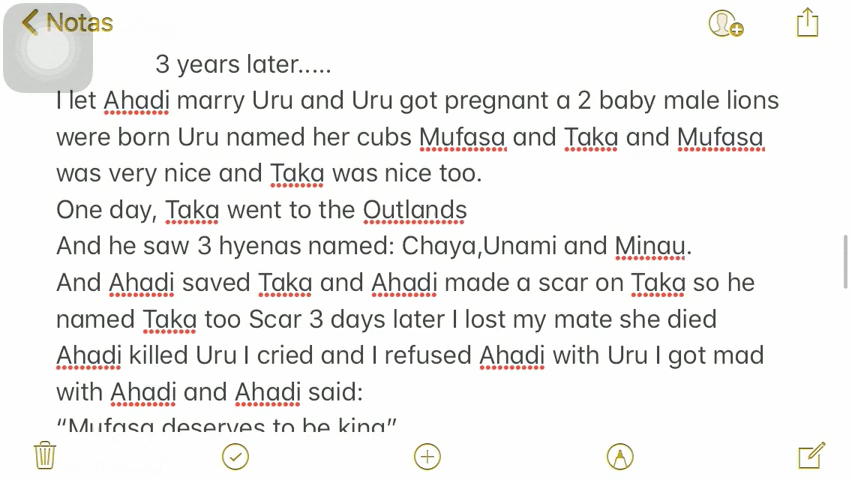 Notas
3 years later.....
I let Ahadi marry Uru and Uru got pregnant a 2 baby male lions
were born Uru named her cubs Mufasa and Taka and Mufasa
was very nice and Taka was nice too.
One day, Taka went to the Outlands
And he saw 3 hyenas named: Chaya,Unami and Minau.
And Ahadi saved Taka and Ahadi made a scar on Taka so he
named Taka too Scar 3 days later I lost my mate she died
Ahadi killed Uru I cried and I refused Ahadi with Uru I got mad
with Ahadi and Ahadi said:
“Mufasa deserves to be king”